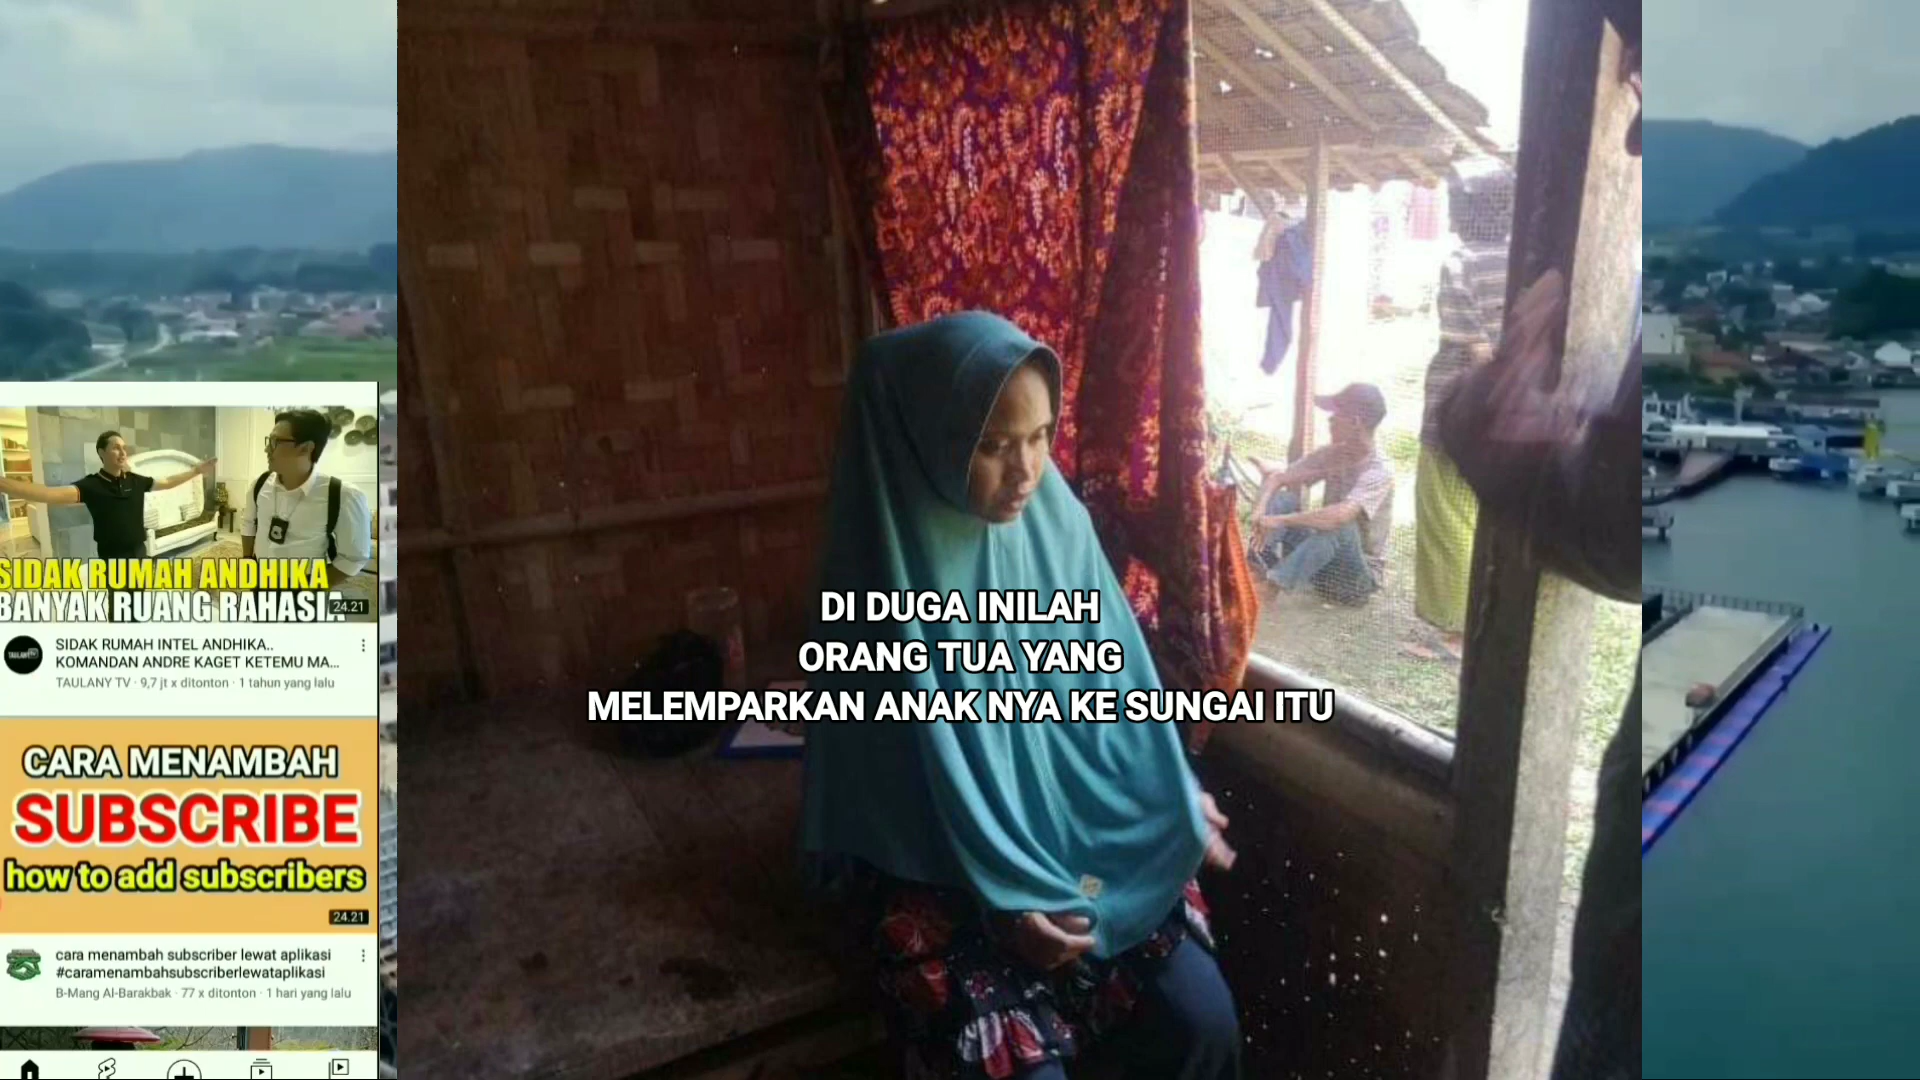 DI DUGA INILAH
ORANG TUA YANG
MELEMPARKAN ANAK NYA KE SUNGAI ITU
SIDAK RUMAH ANDHIKA
BANYAK RUANG RAHASIA
24.21
SIDAK RUMAH INTEL ANDHIKA..
KOMANDAN ANDRE KAGET KETEMU MA...
TAULANY TV · 9,7 jt x ditonton · 1 tahun yang lalu
CARA MENAMBAH
SUBSCRIBE
how to add subscribers
24.21
cara menambah subscriber lewat aplikasi
#caramenambahsubscriberlewataplikasi
B-Mang Al-Barakbak · 77 x ditonton · 1 hari yang lalu